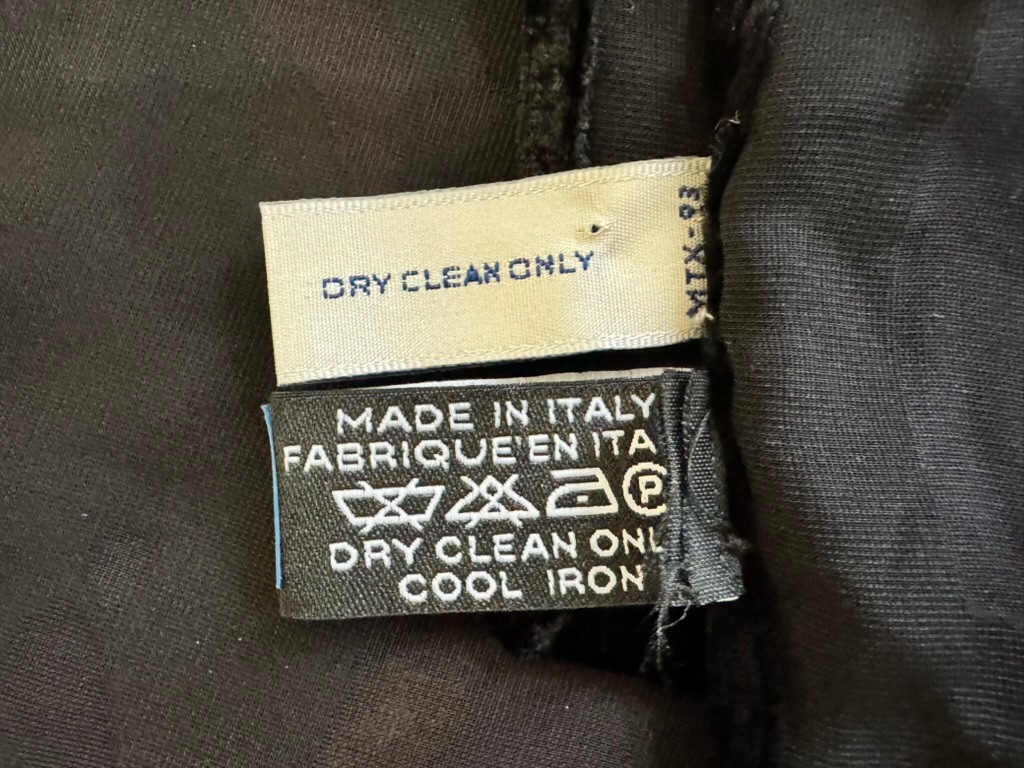 DRY CLEAN ONLY
MTX-93
MADE IN ITALY
FABRIQUE EN ITA
P
DRY CLEAN ONL
COOL IRON